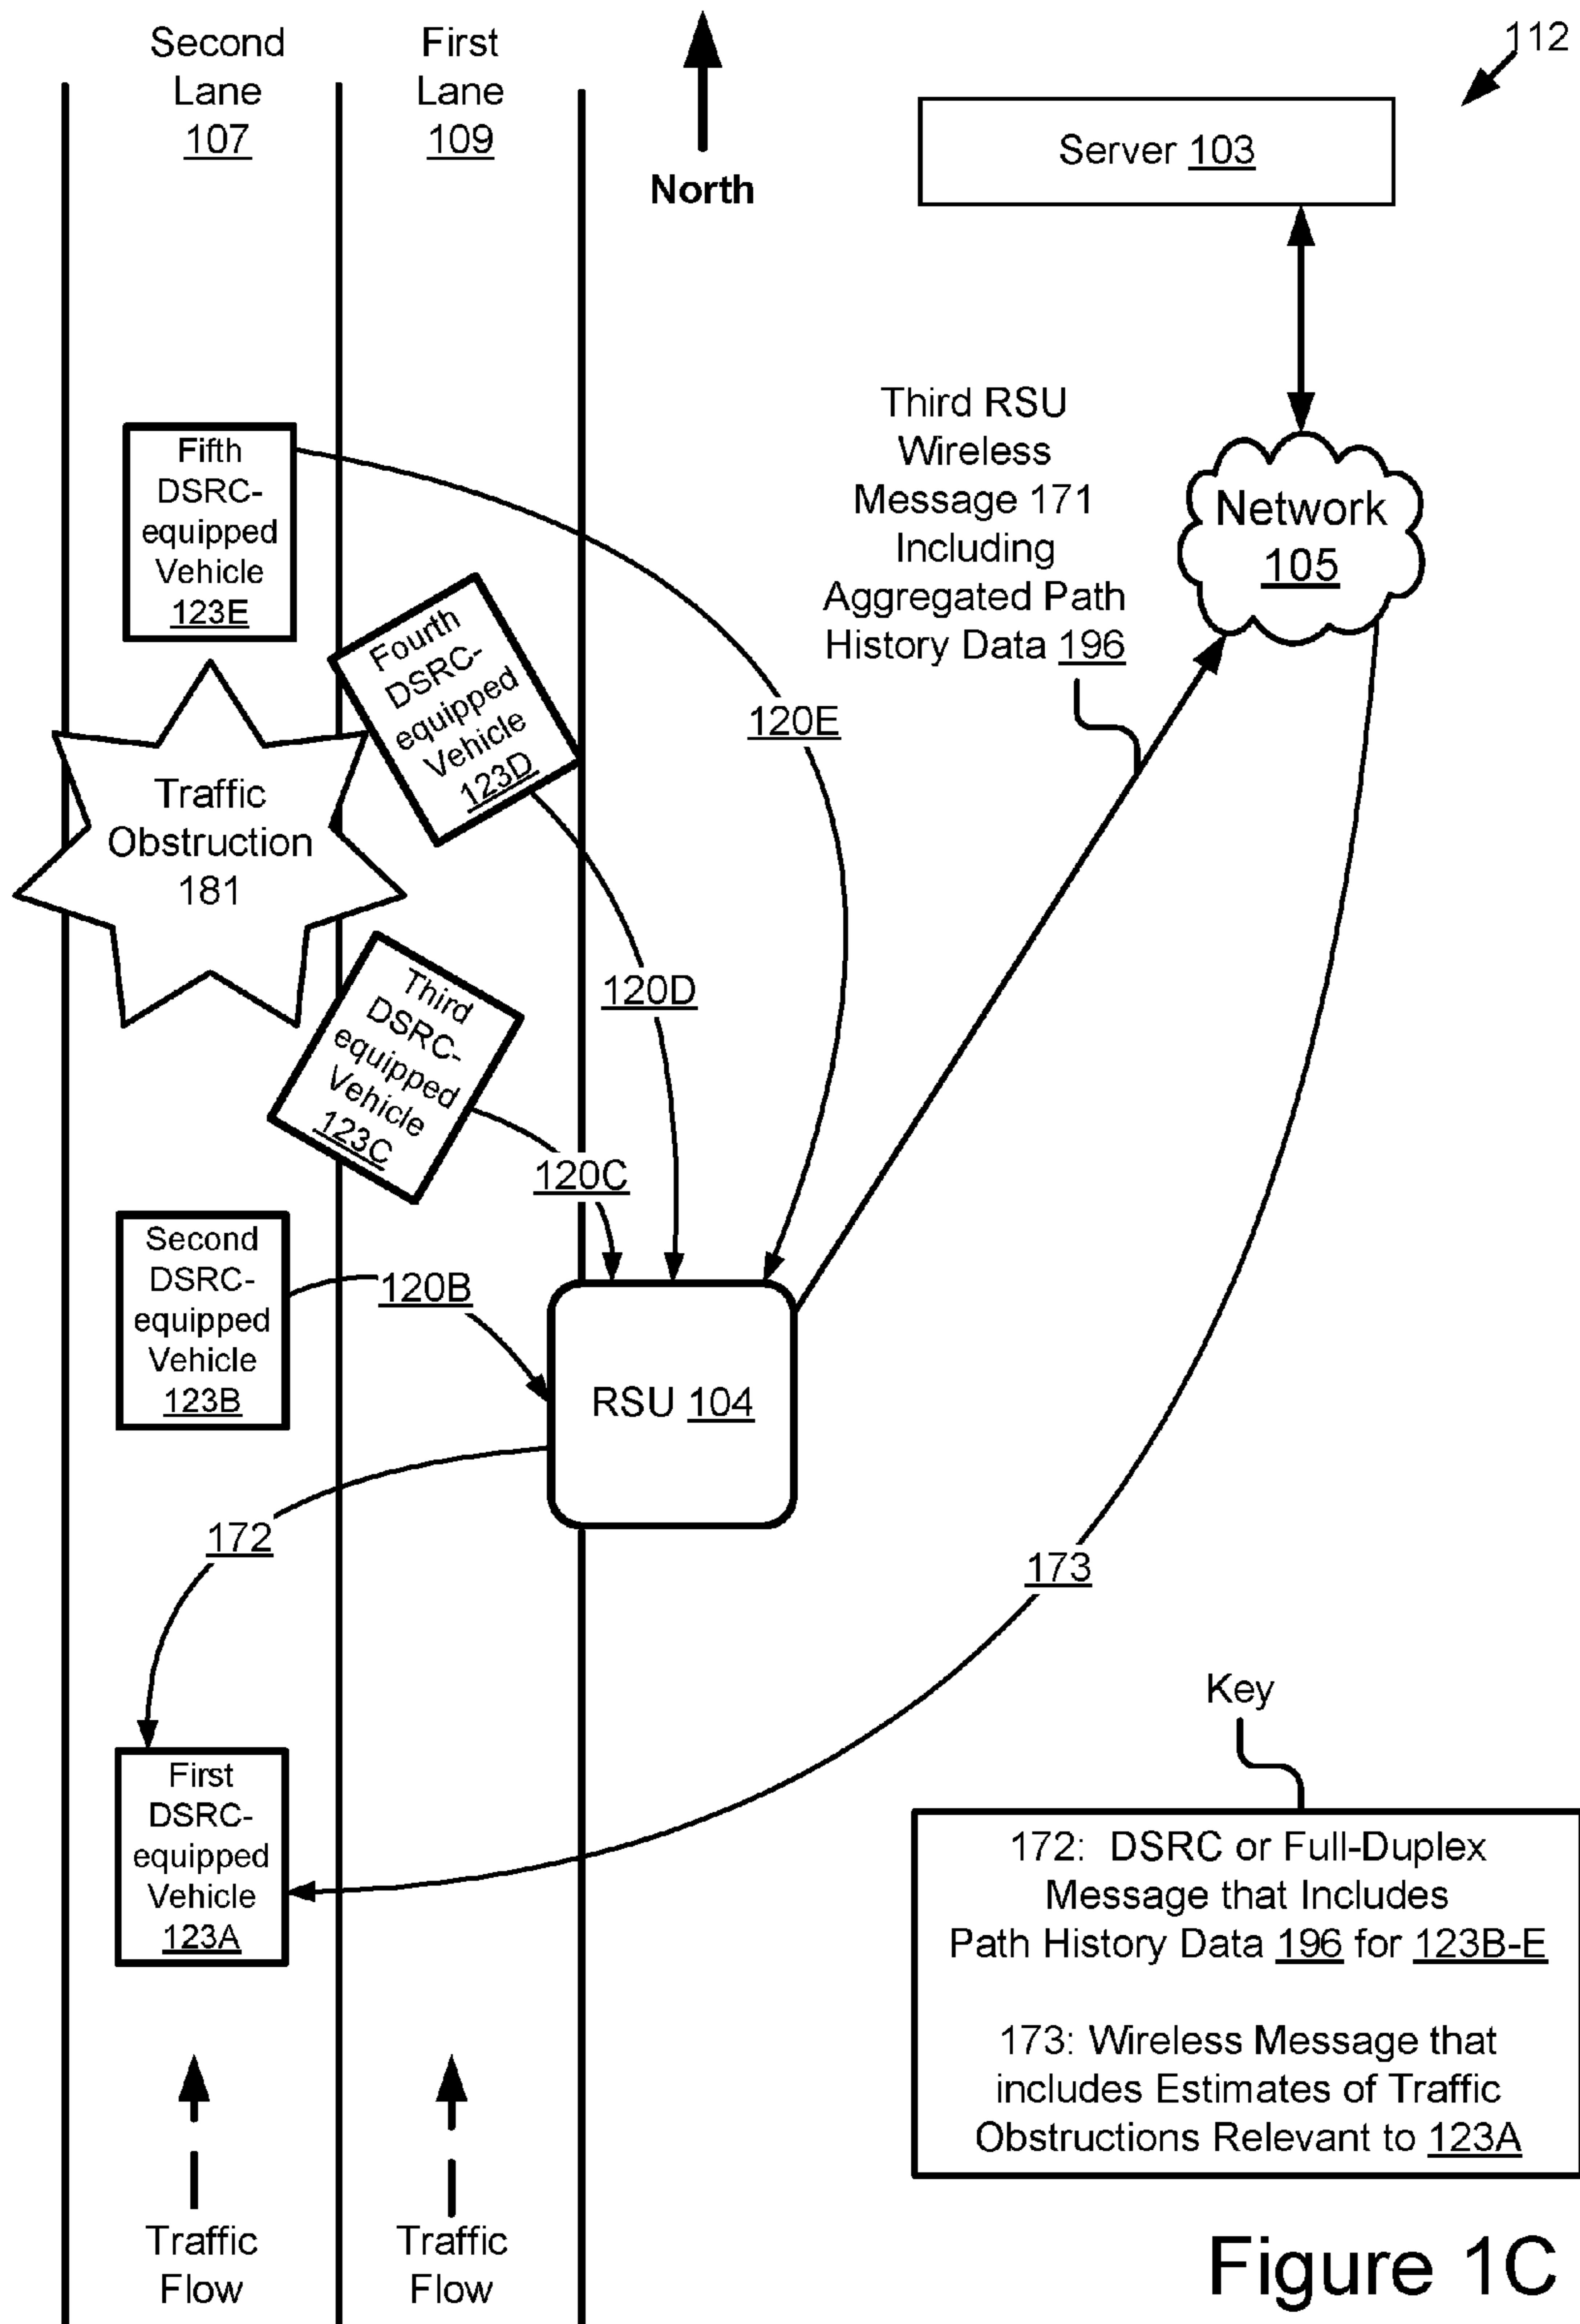 Second
Lane
107
First
Lane
109
North
112
Server 103
Third RSU
Wireless
Message 171
Including
Aggregated Path
History Data 196
Network
105
Fifth
DSRC-
equipped
Vehicle
123E
Fourth
DSRC-
equipped
Vehicle
123D
120E
Traffic
Obstruction
181
120D
Third
DSRC-
equipped
Vehicle
123C
120C
Second
DSRC-
equipped
Vehicle
123B
120B
RSU 104
172
173
First
DSRC-
equipped
Vehicle
123A
Key
172: DSRC or Full-Duplex
Message that Includes
Path History Data 196 for 123B-E
173: Wireless Message that
includes Estimates of Traffic
Obstructions Relevant to 123A
Traffic
Flow
Traffic
Flow
Figure 1C